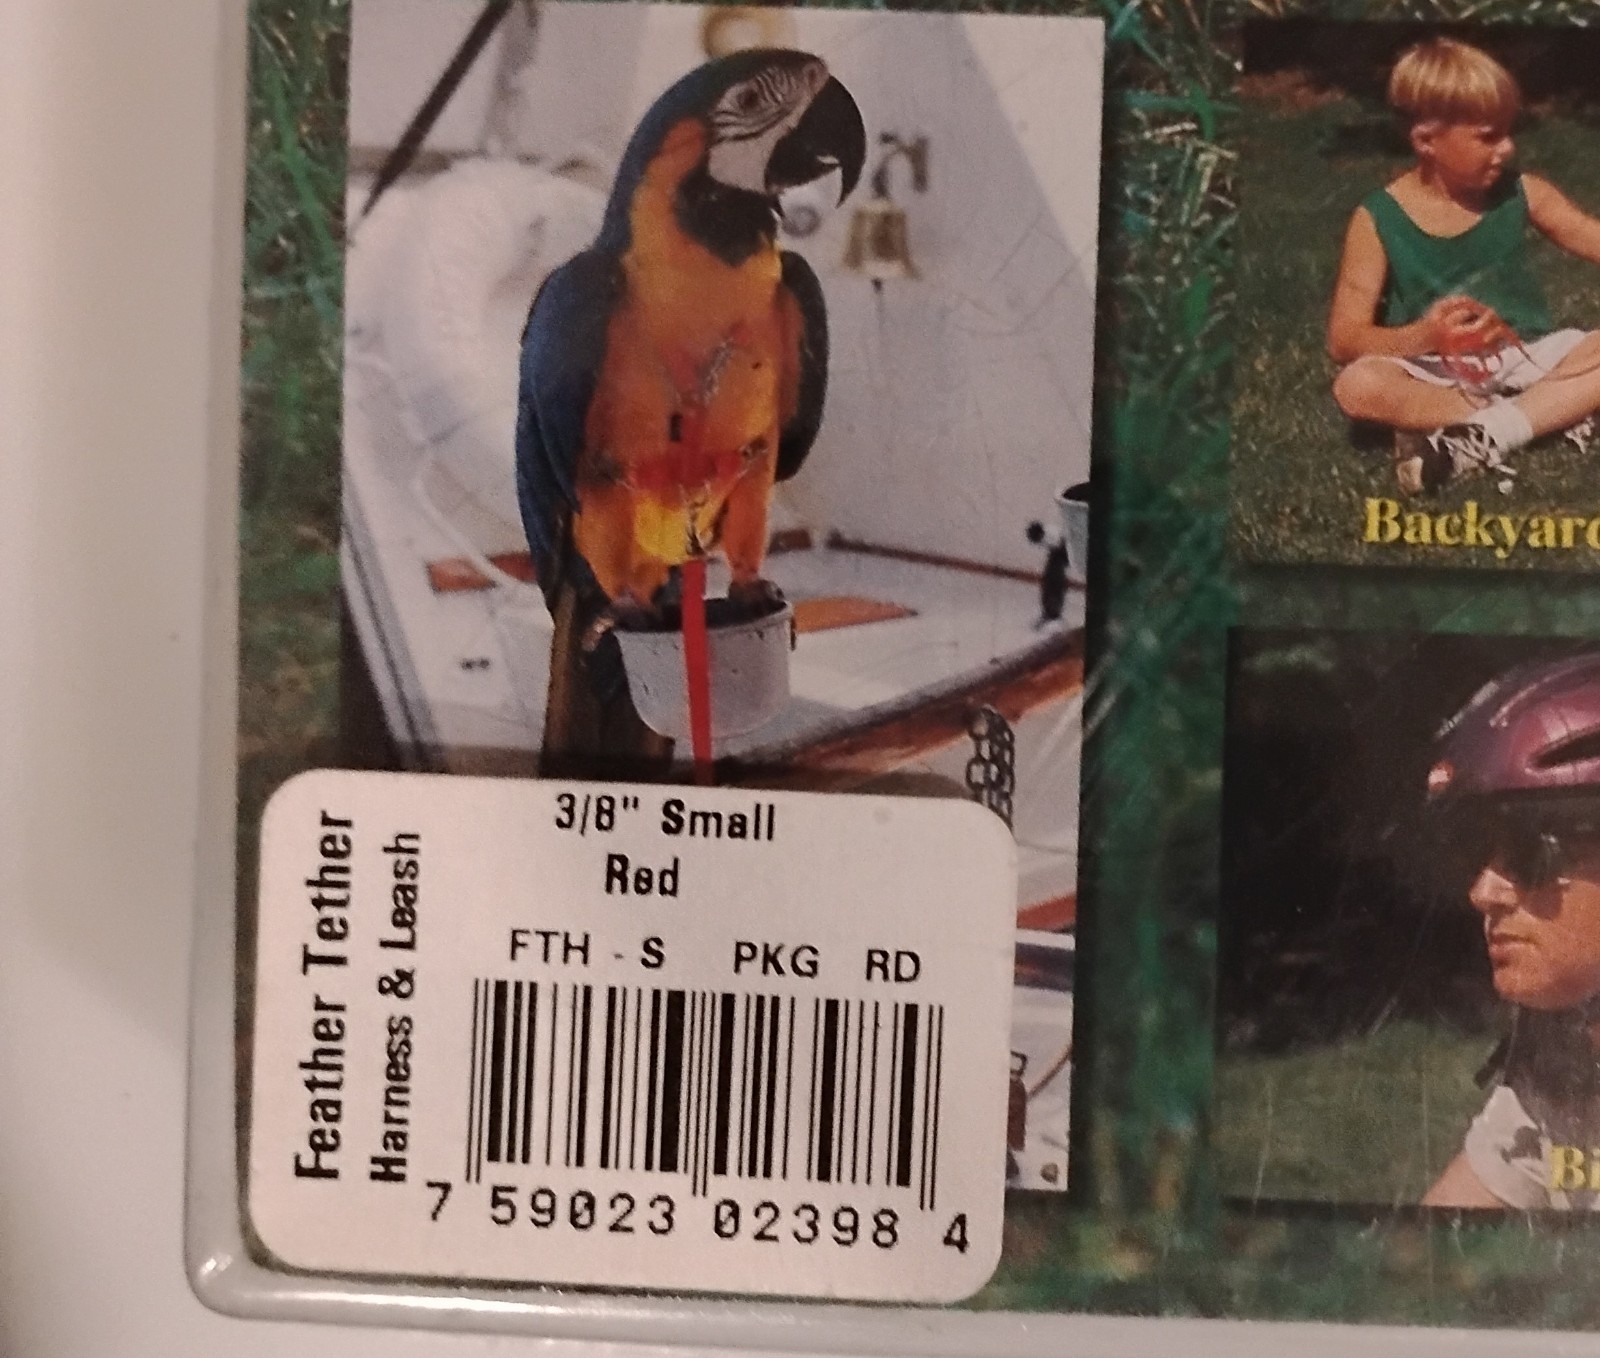 Backyard
3/8" Small
Red
Feather Tether
Harness & Leash
FTH - S PKG RD
7 59023 02398 4